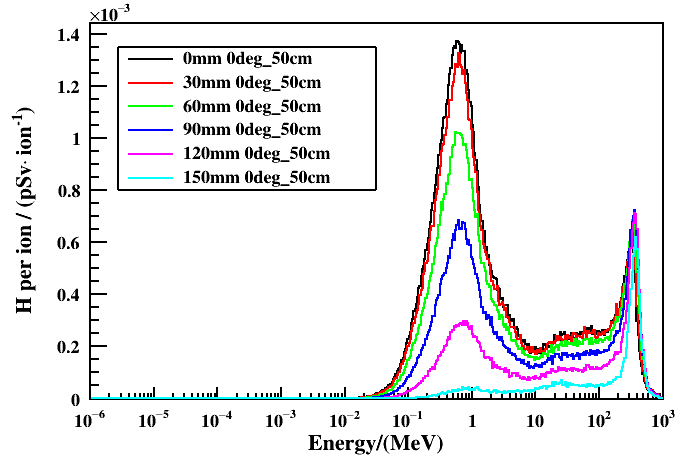 ×10⁻³
1.4
1.2
1
0.8
0.6
0.4
0.2
0
H per ion / (pSv· ion⁻¹)
0mm 0deg_50cm
30mm 0deg_50cm
60mm 0deg_50cm
90mm 0deg_50cm
120mm 0deg_50cm
150mm 0deg_50cm
10⁻⁶ 10⁻⁵ 10⁻⁴ 10⁻³ 10⁻² 10⁻¹ 1 10 10² 10³
Energy/(MeV)